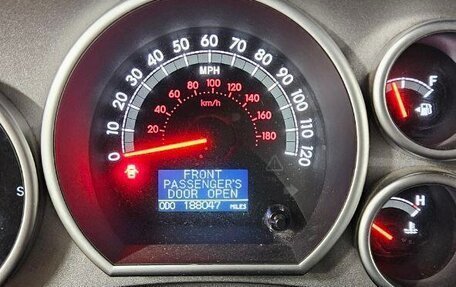 MPH
km/h
0 10 20 30 40 50 60 70 80 90 100 110 120
20 40 60 80 100 120 140 160 180
FRONT
PASSENGER'S
DOOR OPEN
ODO 188047 MILES
S
F
H